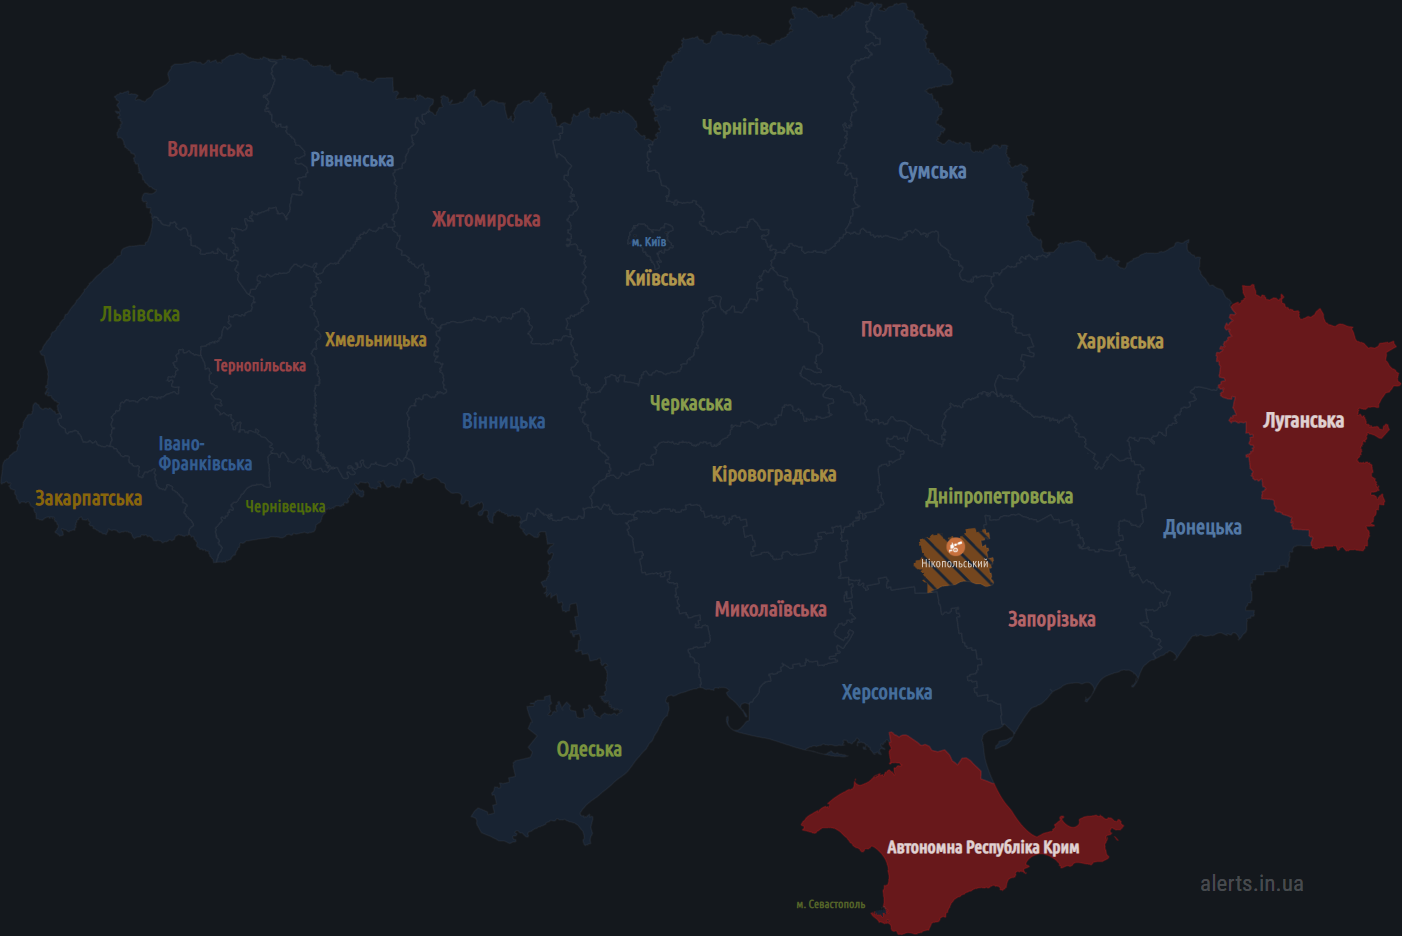 Чернігівська
Волинська
Рівненська
Сумська
Житомирська
м. Київ
Київська
Львівська
Полтавська
Хмельницька
Харківська
Тернопільська
Черкаська
Вінницька
Луганська
Івано-
Франківська
Кіровоградська
Закарпатська
Дніпропетровська
Чернівецька
Донецька
Нікопольський
Миколаївська
Запорізька
Херсонська
Одеська
Автономна Республіка Крим
alerts.in.ua
м. Севастополь